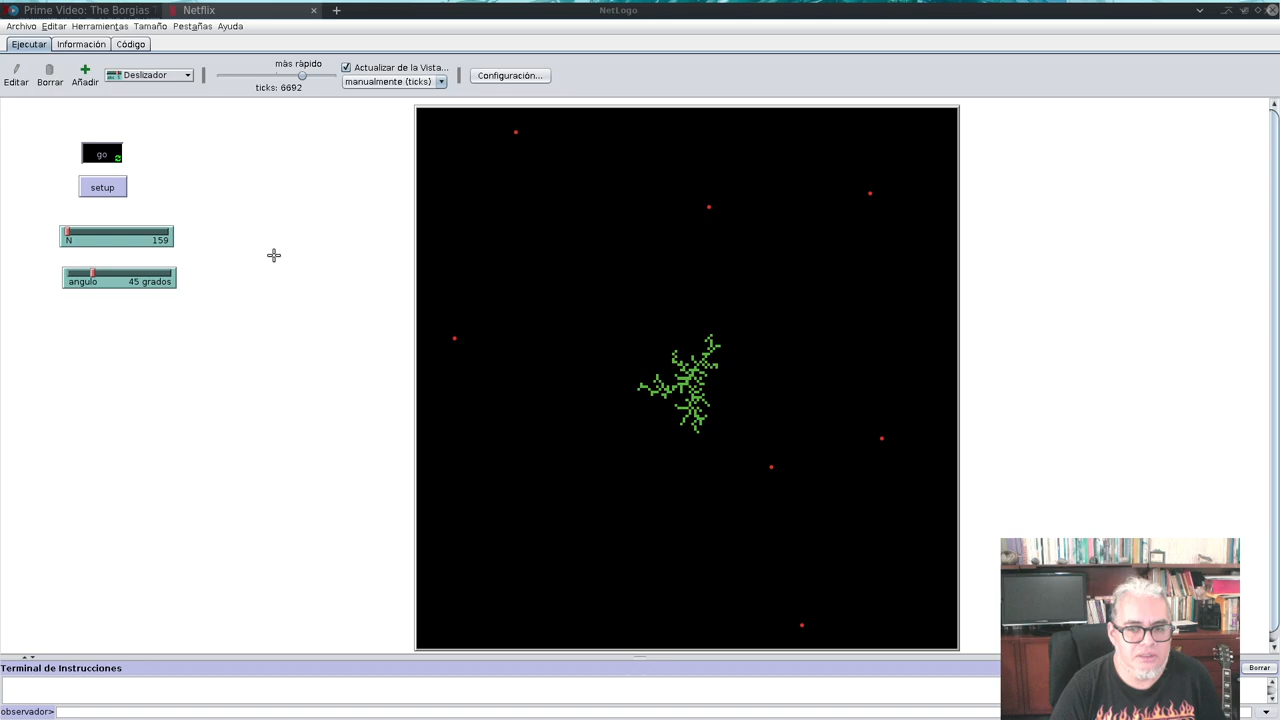 Prime Video: The Borgias
Netflix
NetLogo
Archivo Editar Herramientas Tamaño Pestañas Ayuda
Ejecutar Información Código
más rápido
Actualizar de la Vista...
Editar Borrar Añadir Deslizador
manualmente (ticks)
Configuración...
ticks: 6692
go
setup
N 159
angulo 45 grados
Terminal de Instrucciones
Borrar
observador>